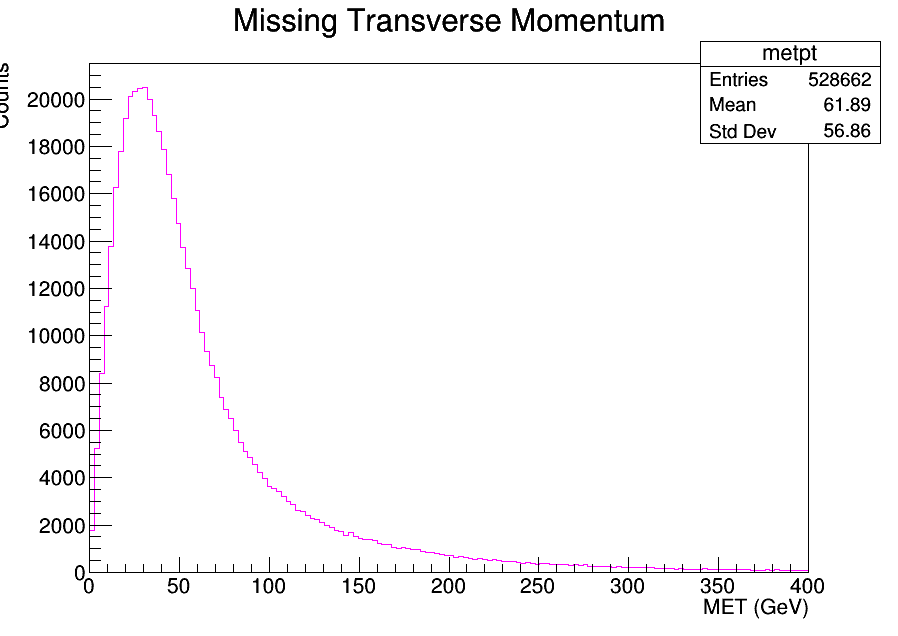 Missing Transverse Momentum
metpt
Entries 528662
Mean 61.89
Std Dev 56.86
Counts
20000
18000
16000
14000
12000
10000
8000
6000
4000
2000
0
0 50 100 150 200 250 300 350 400
MET (GeV)